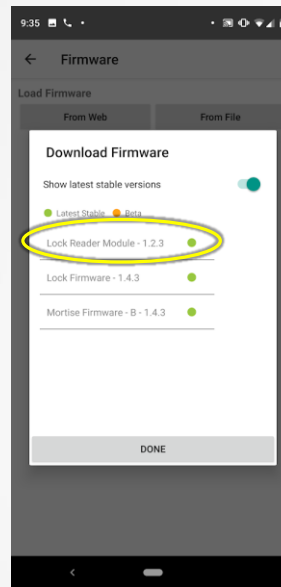 9:35
Firmware
Load Firmware
From Web From File
Download Firmware
Show latest stable versions
Latest Stable Beta
Lock Reader Module - 1.2.3
Lock Firmware - 1.4.3
Mortise Firmware - B - 1.4.3
DONE